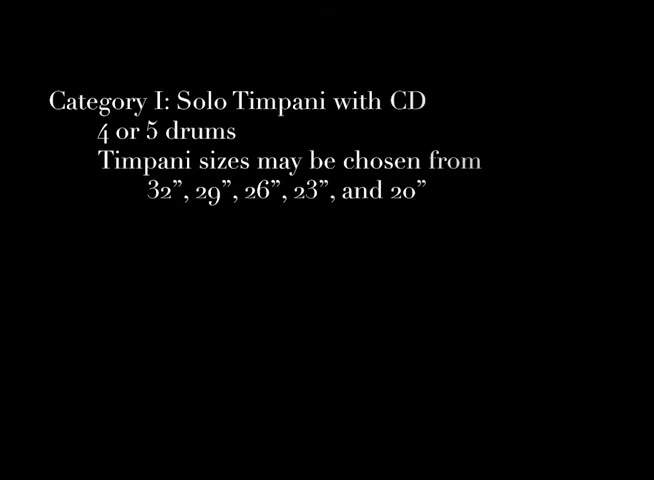 Category I: Solo Timpani with CD
4 or 5 drums
Timpani sizes may be chosen from
32”, 29”, 26”, 23”, and 20”